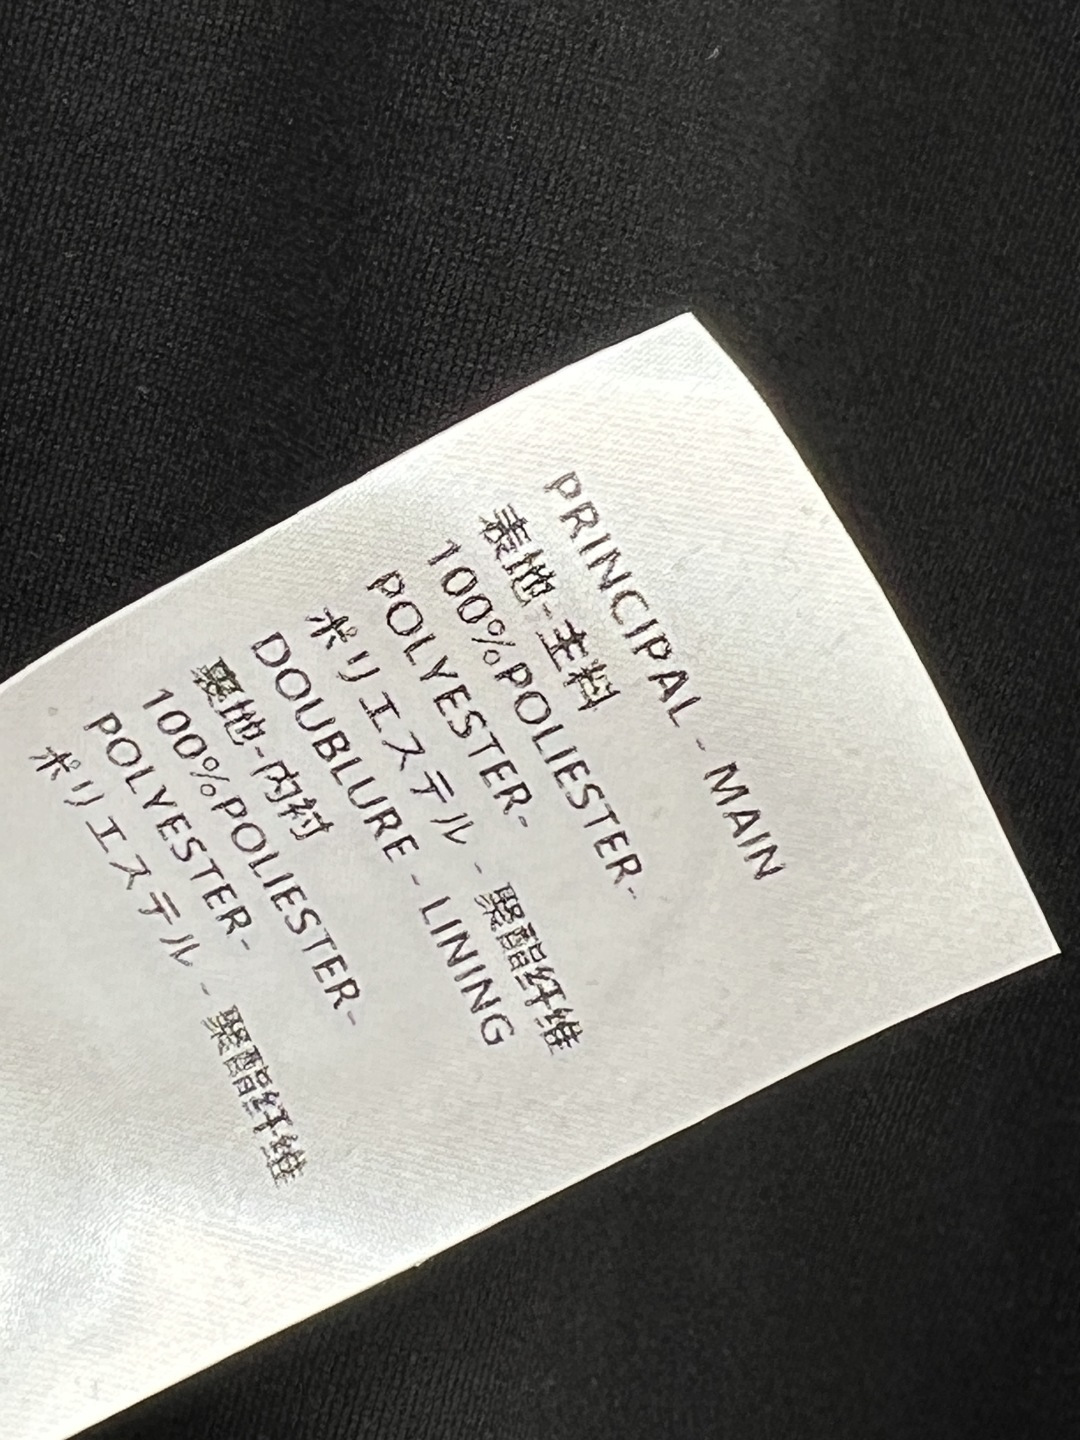 PRINCIPAL - MAIN
表地-主料
100%POLIESTER-
POLYESTER-
ポリエステル - 聚酯纤维
DOUBLURE - LINING
裏地-内衬
100%POLIESTER-
POLYESTER-
ポリエステル - 聚酯纤维